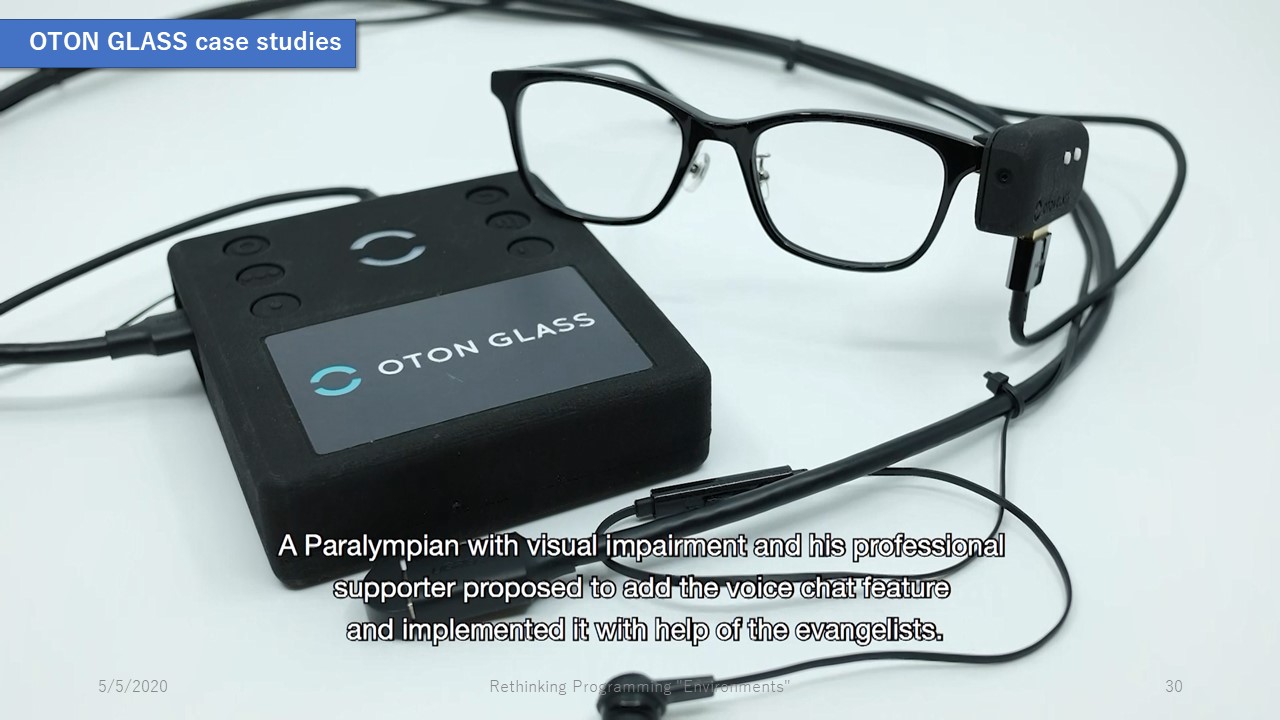 OTON GLASS case studies
OTON GLASS
A Paralympian with visual impairment and his professional
supporter proposed to add the voice chat feature
and implemented it with help of the evangelists.
5/5/2020
Rethinking Programming "Environments"
30